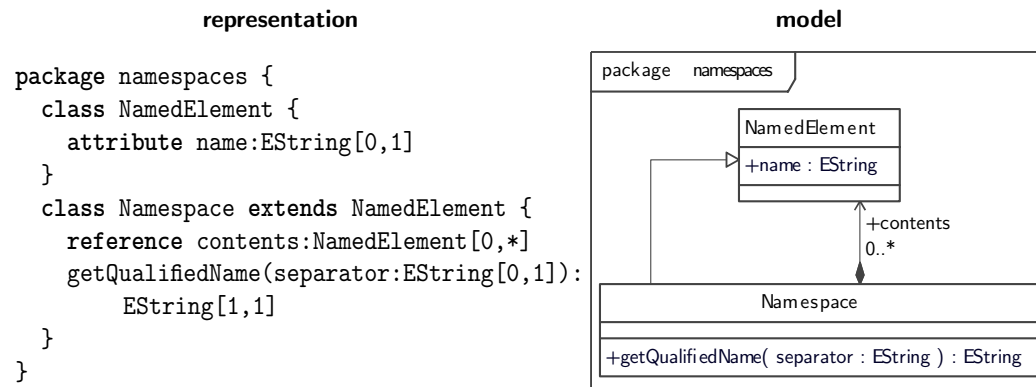 representation
package namespaces {
class NamedElement {
attribute name:EString[0,1]
}
class Namespace extends NamedElement {
reference contents:NamedElement[0,*]
getQualifiedName(separator:EString[0,1]):
EString[1,1]
}
}
model
package namespaces
NamedElement
+name : EString
+contents
0..*
Namespace
+getQualifiedName( separator : EString ) : EString